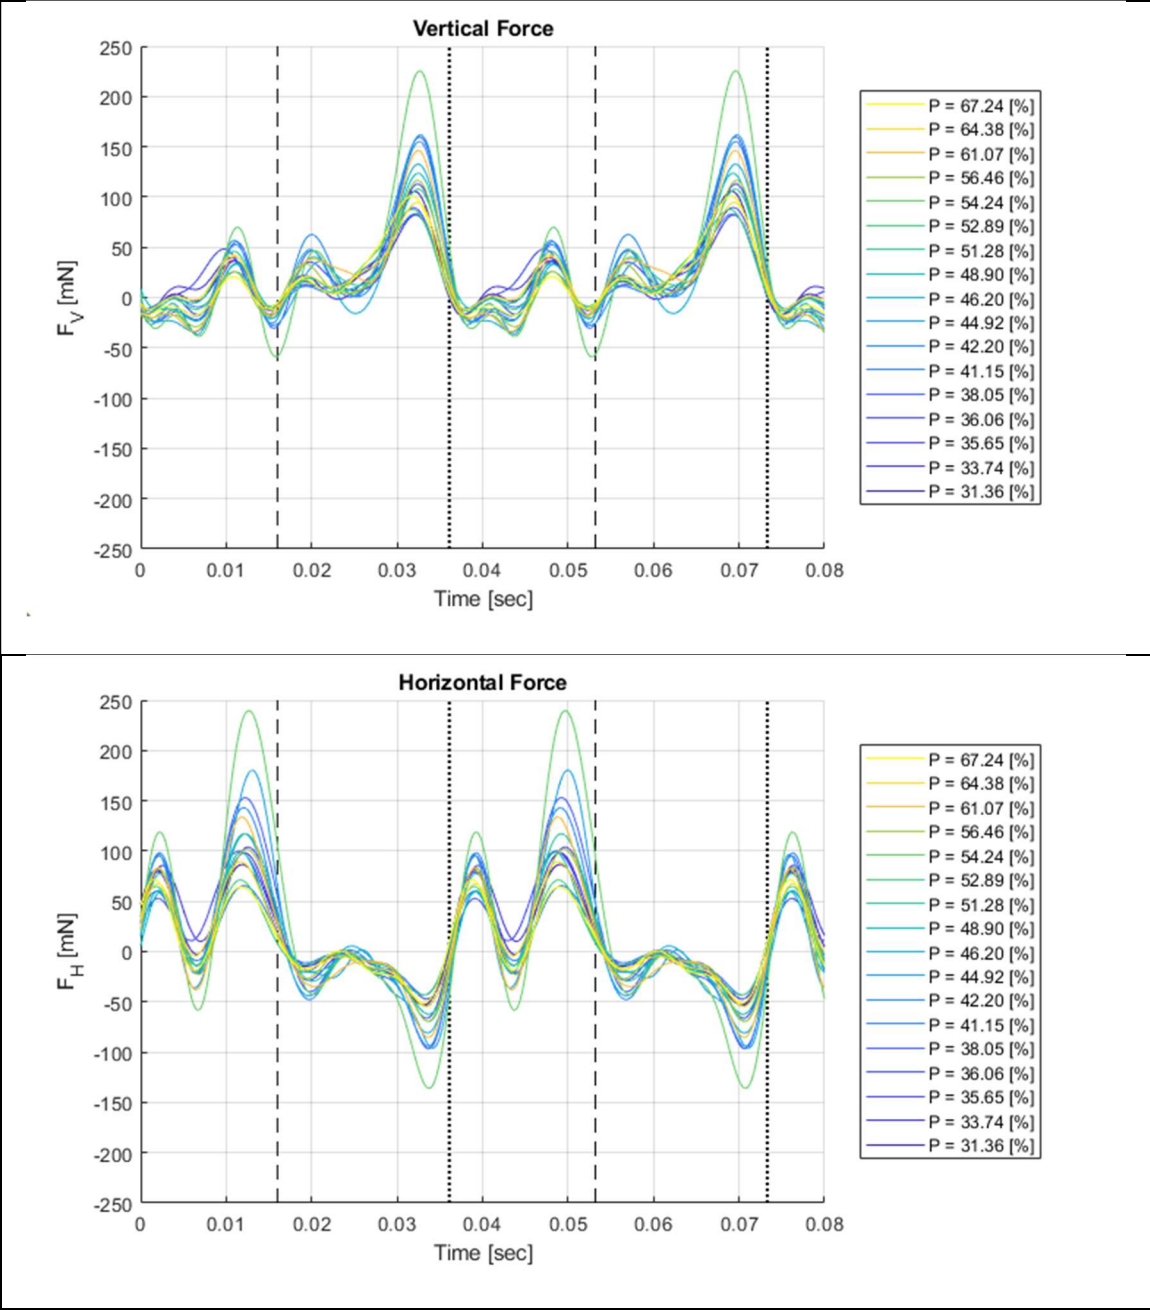 Vertical Force
250
200
150
100
50
0
-50
-100
-150
-200
-250
F_V [mN]
0 0.01 0.02 0.03 0.04 0.05 0.06 0.07 0.08
Time [sec]
P = 67.24 [%]
P = 64.38 [%]
P = 61.07 [%]
P = 56.46 [%]
P = 54.24 [%]
P = 52.89 [%]
P = 51.28 [%]
P = 48.90 [%]
P = 46.20 [%]
P = 44.92 [%]
P = 42.20 [%]
P = 41.15 [%]
P = 38.05 [%]
P = 36.06 [%]
P = 35.65 [%]
P = 33.74 [%]
P = 31.36 [%]
Horizontal Force
250
200
150
100
50
0
-50
-100
-150
-200
-250
F_H [mN]
0 0.01 0.02 0.03 0.04 0.05 0.06 0.07 0.08
Time [sec]
P = 67.24 [%]
P = 64.38 [%]
P = 61.07 [%]
P = 56.46 [%]
P = 54.24 [%]
P = 52.89 [%]
P = 51.28 [%]
P = 48.90 [%]
P = 46.20 [%]
P = 44.92 [%]
P = 42.20 [%]
P = 41.15 [%]
P = 38.05 [%]
P = 36.06 [%]
P = 35.65 [%]
P = 33.74 [%]
P = 31.36 [%]